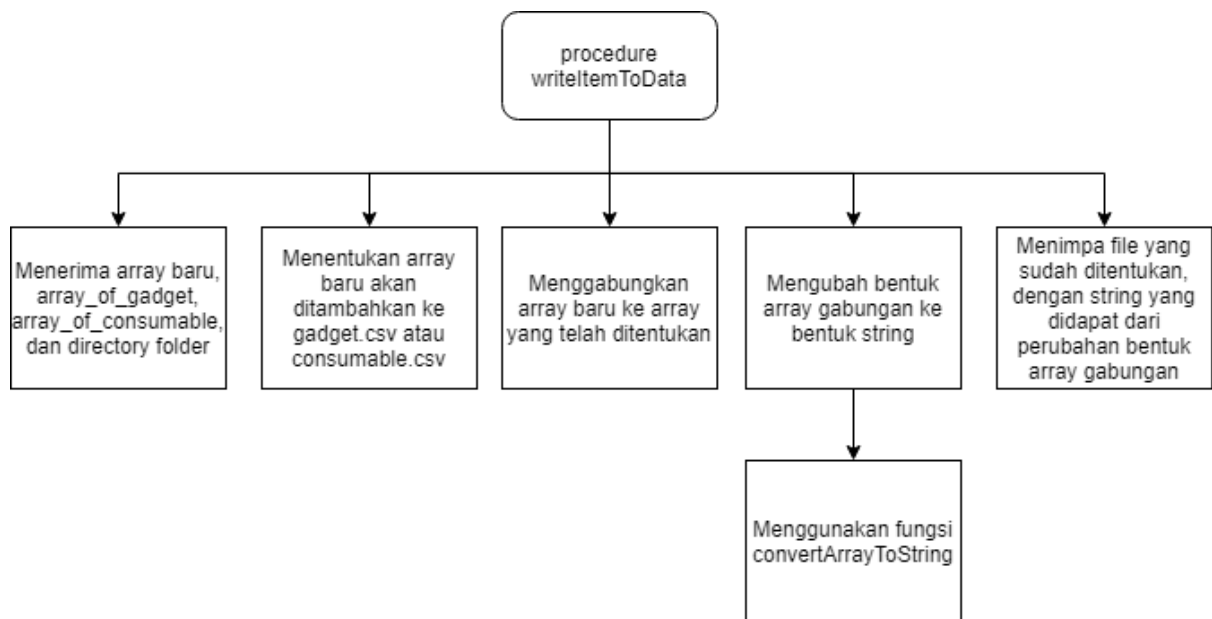 procedure
writeItemToData
Menerima array baru,
array_of_gadget,
array_of_consumable,
dan directory folder
Menentukan array
baru akan
ditambahkan ke
gadget.csv atau
consumable.csv
Menggabungkan
array baru ke array
yang telah ditentukan
Mengubah bentuk
array gabungan ke
bentuk string
Menimpa file yang
sudah ditentukan,
dengan string yang
didapat dari
perubahan bentuk
array gabungan
Menggunakan fungsi
convertArrayToString